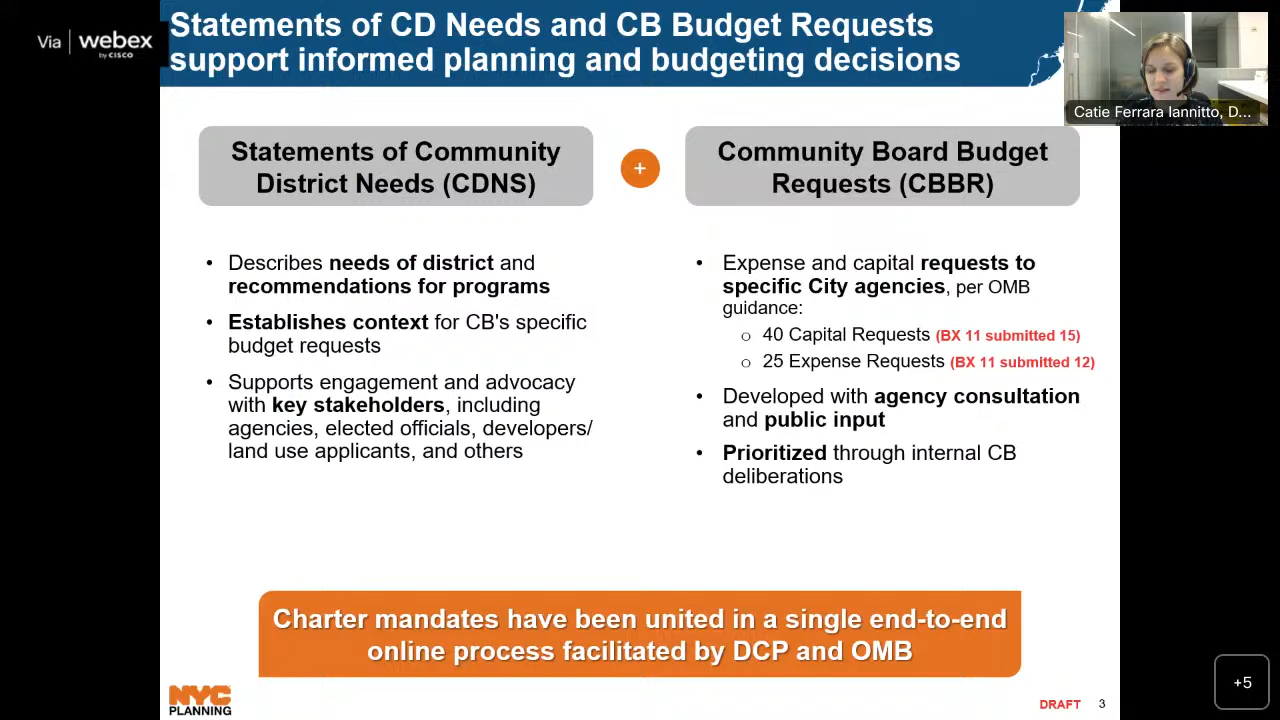 Via webex
by CISCO
Statements of CD Needs and CB Budget Requests
support informed planning and budgeting decisions
Catie Ferrara Iannitto, D...
Statements of Community
District Needs (CDNS)
+
Community Board Budget
Requests (CBBR)
• Describes needs of district and
recommendations for programs
• Establishes context for CB's specific
budget requests
• Supports engagement and advocacy
with key stakeholders, including
agencies, elected officials, developers/
land use applicants, and others
• Expense and capital requests to
specific City agencies, per OMB
guidance:
o 40 Capital Requests (BX 11 submitted 15)
o 25 Expense Requests (BX 11 submitted 12)
• Developed with agency consultation
and public input
• Prioritized through internal CB
deliberations
Charter mandates have been united in a single end-to-end
online process facilitated by DCP and OMB
NYC
PLANNING
DRAFT 3
+5